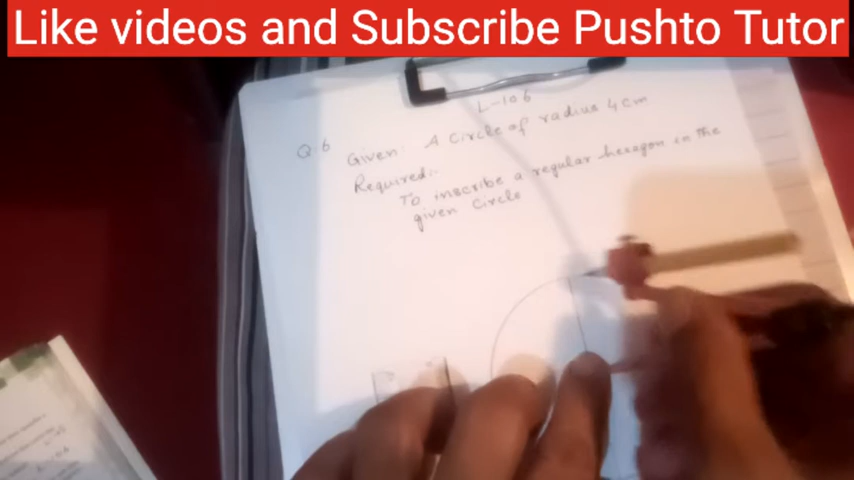 Like videos and Subscribe Pushto Tutor
L-106
Q.6 Given: A Circle of radius 4cm
Required:-
To inscribe a regular hexagon in the
given Circle